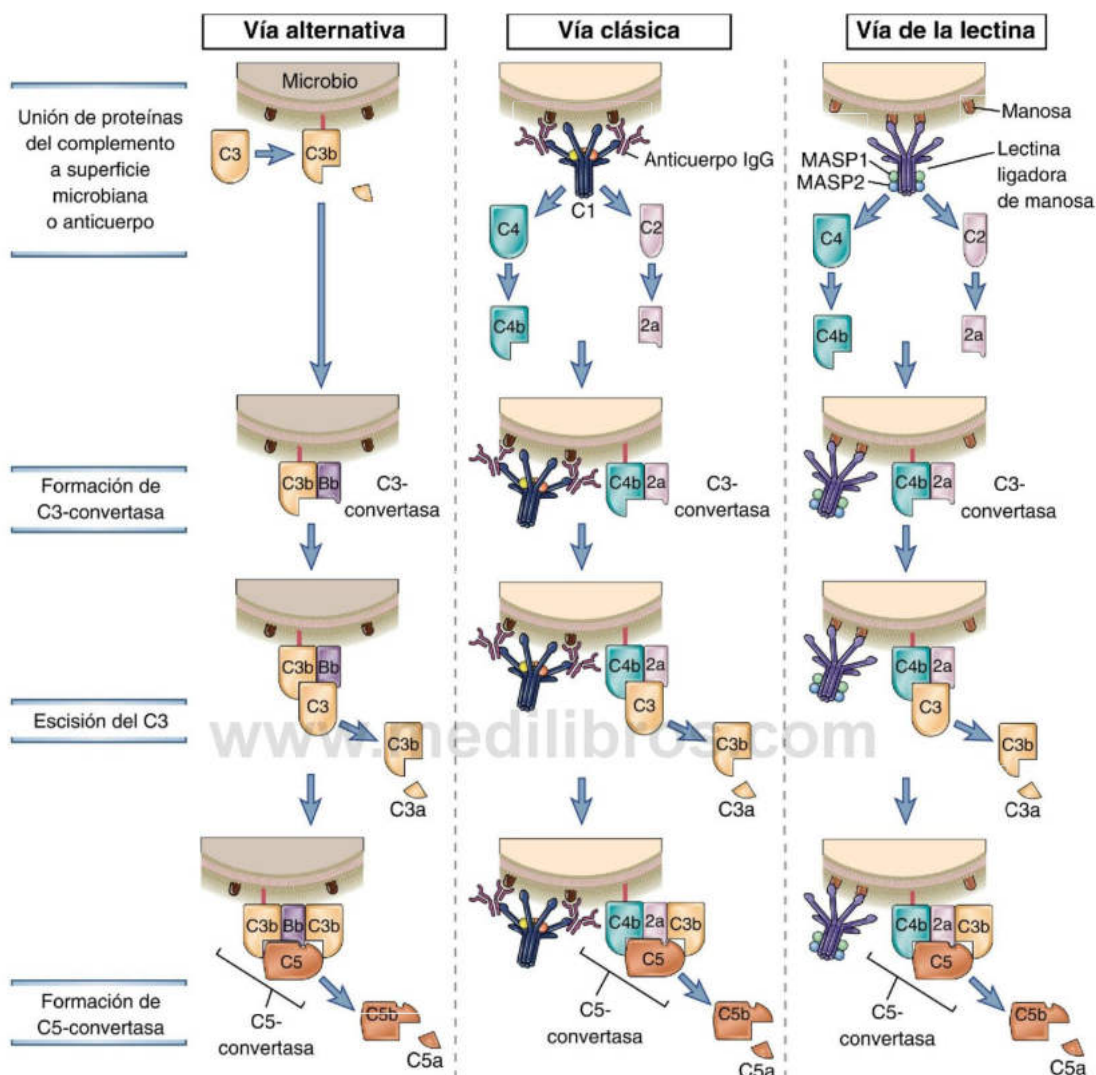 Vía alternativa
Vía clásica
Vía de la lectina
Unión de proteínas
del complemento
a superficie
microbiana
o anticuerpo
Microbio
C3
C3b
Anticuerpo IgG
C1
C4
C2
C4b
2a
Manosa
MASP1
MASP2
Lectina
ligadora
de manosa
C4
C2
C4b
2a
Formación de
C3-convertasa
C3b
Bb
C3-
convertasa
C4b
2a
C3-
convertasa
C4b
2a
C3-
convertasa
Escisión del C3
C3b
Bb
C3
C3b
C3a
C4b
2a
C3
C3b
C3a
C4b
2a
C3
C3b
C3a
www.medilibros.com
Formación de
C5-convertasa
C3b
Bb
C3b
C5
C5-
convertasa
C5b
C5a
C4b
2a
C3b
C5
C5-
convertasa
C5b
C5a
C4b
2a
C3b
C5
C5-
convertasa
C5b
C5a